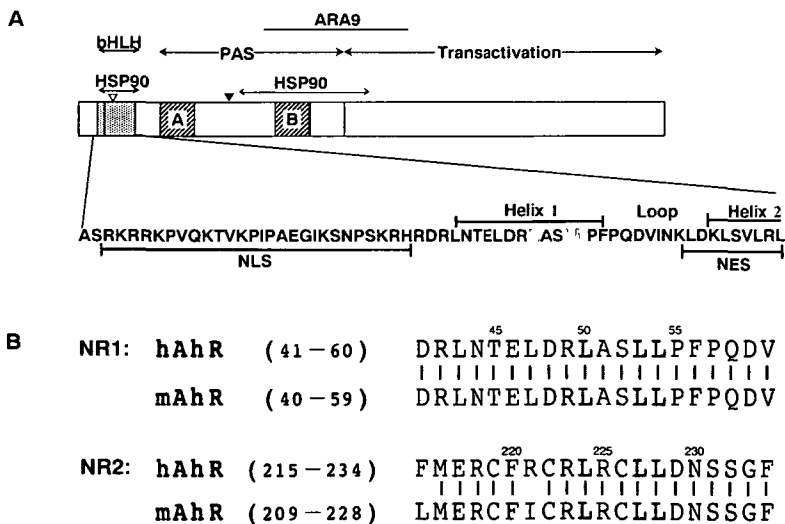 A
ARA9
bHLH
PAS
Transactivation
HSP90
HSP90
A
B
Helix 1
Loop
Helix 2
ASRKRRKPVQKTVKPIPAEGIKSNPSKRHRDRLNTELDR AS PFPQDVINKLDKLSVLRL
NLS
NES
B
45 50 55
NR1: hAhR (41–60) DRLNTELDRLASLLPFPQDV
mAhR (40–59) DRLNTELDRLASLLPFPQDV
220 225 230
NR2: hAhR (215–234) FMERCFRCRLRCLLDNSSGF
mAhR (209–228) LMERCFICRLRCLLDNSSGF